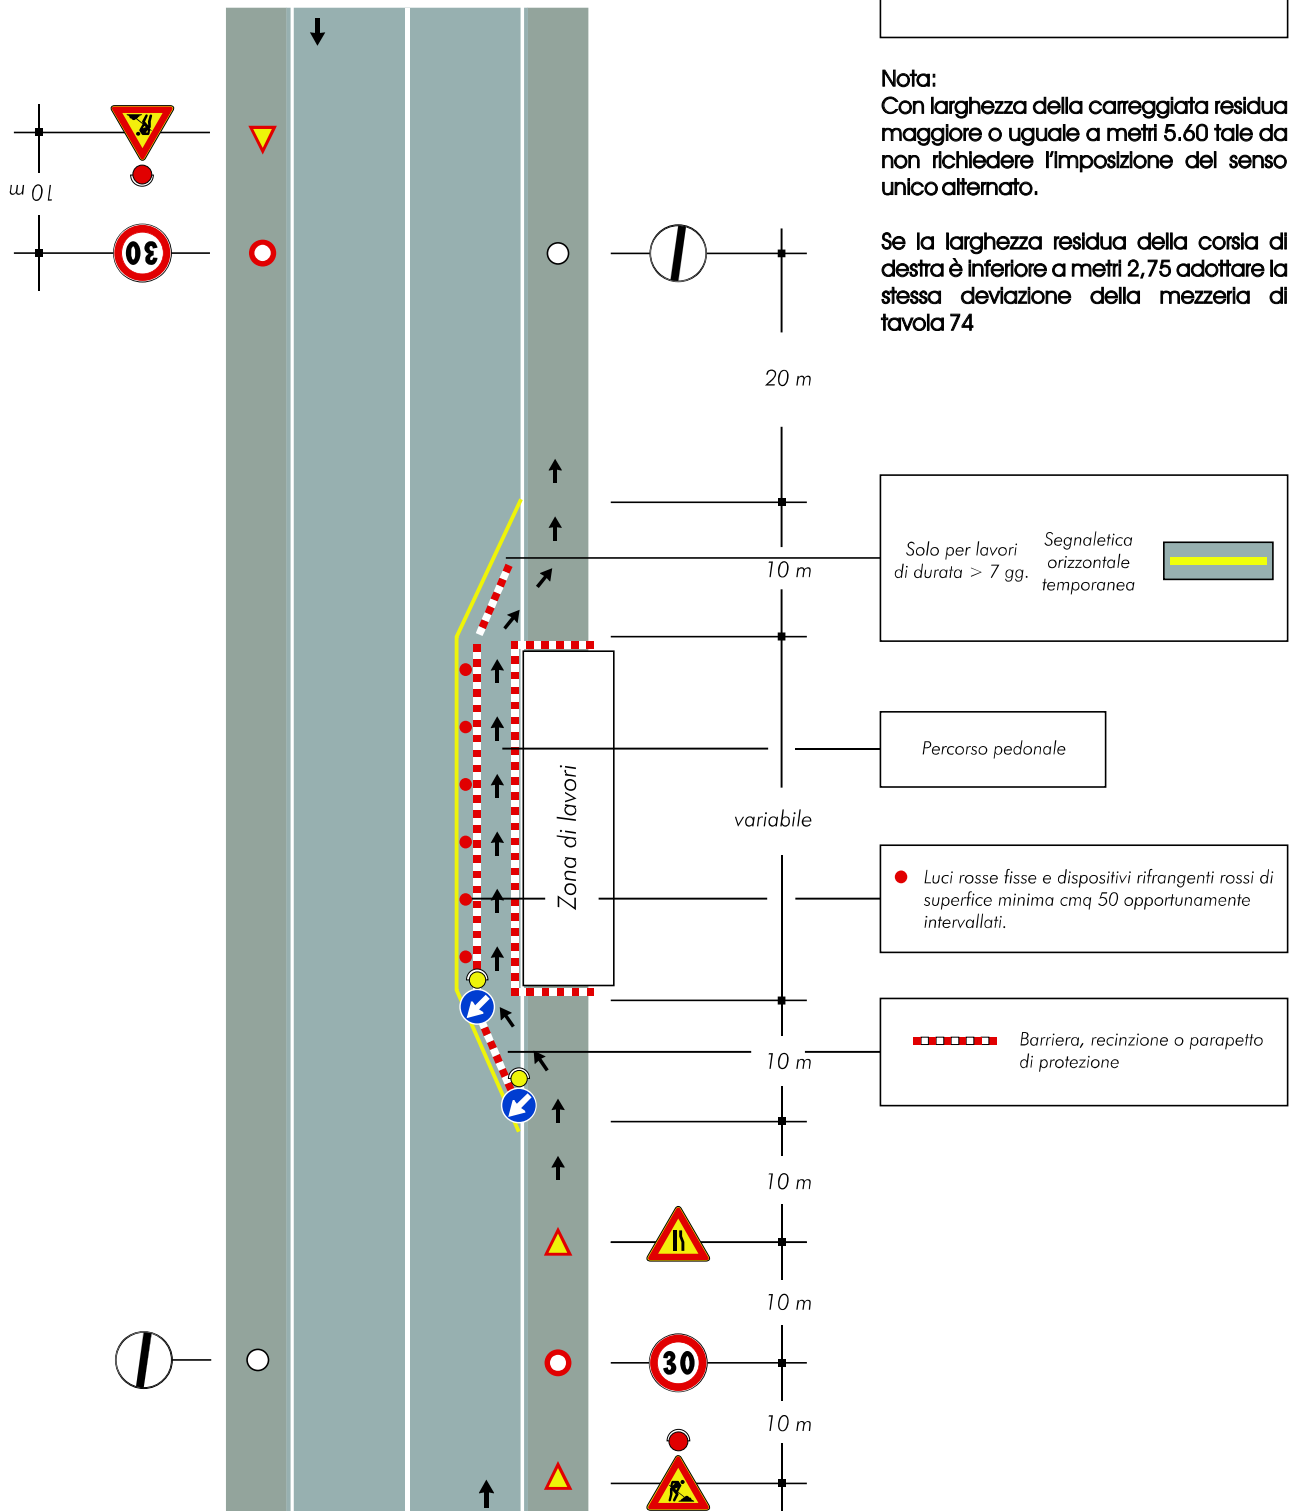 Nota:
Con larghezza della carreggiata residua
maggiore o uguale a metri 5.60 tale da
non richiedere l'imposizione del senso
unico alternato.
Se la larghezza residua della corsia di
destra è inferiore a metri 2,75 adottare la
stessa deviazione della mezzeria di
tavola 74
10 m
30
20 m
10 m
Solo per lavori
di durata > 7 gg.
Segnaletica
orizzontale
temporanea
Percorso pedonale
Zona di lavori
variabile
Luci rosse fisse e dispositivi rifrangenti rossi di
superfice minima cmq 50 opportunamente
intervallati.
Barriera, recinzione o parapetto
di protezione
10 m
10 m
10 m
30
10 m